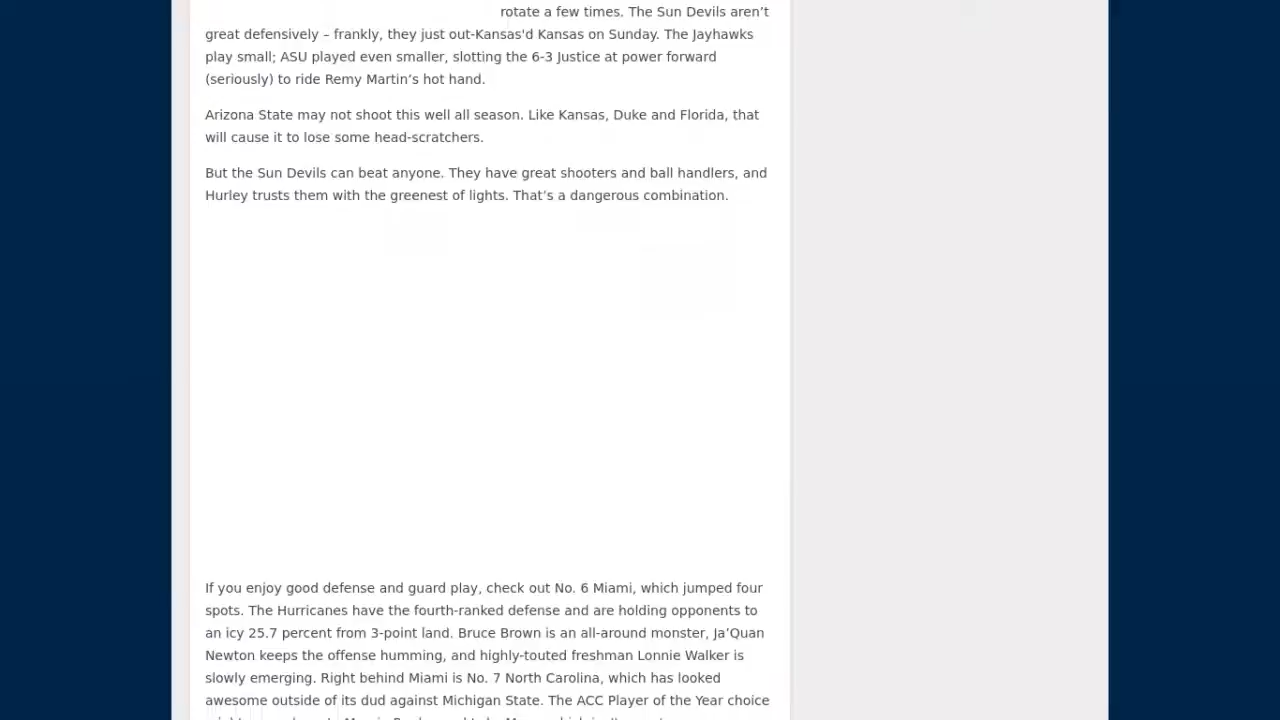 rotate a few times. The Sun Devils aren’t
great defensively – frankly, they just out-Kansas'd Kansas on Sunday. The Jayhawks
play small; ASU played even smaller, slotting the 6-3 Justice at power forward
(seriously) to ride Remy Martin’s hot hand.
Arizona State may not shoot this well all season. Like Kansas, Duke and Florida, that
will cause it to lose some head-scratchers.
But the Sun Devils can beat anyone. They have great shooters and ball handlers, and
Hurley trusts them with the greenest of lights. That’s a dangerous combination.
If you enjoy good defense and guard play, check out No. 6 Miami, which jumped four
spots. The Hurricanes have the fourth-ranked defense and are holding opponents to
an icy 25.7 percent from 3-point land. Bruce Brown is an all-around monster, Ja’Quan
Newton keeps the offense humming, and highly-touted freshman Lonnie Walker is
slowly emerging. Right behind Miami is No. 7 North Carolina, which has looked
awesome outside of its dud against Michigan State. The ACC Player of the Year choice